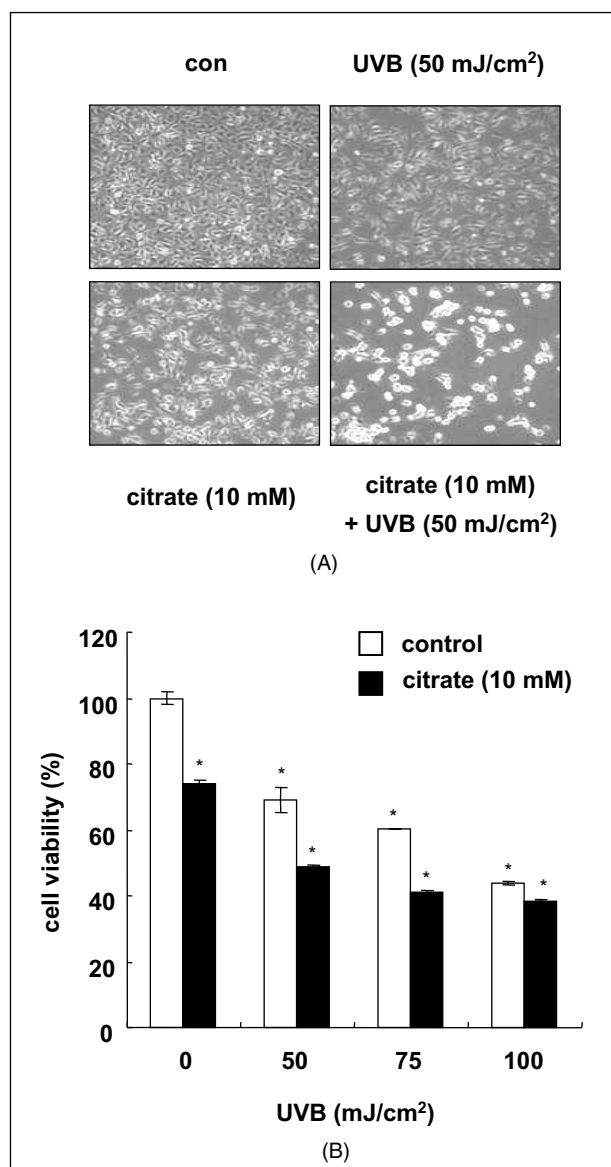 con UVB (50 mJ/cm²)
citrate (10 mM) citrate (10 mM)
+ UVB (50 mJ/cm²)
(A)
120
100
80
60
40
20
0
cell viability (%)
control
citrate (10 mM)
* * * * * * *
0 50 75 100
UVB (mJ/cm²)
(B)